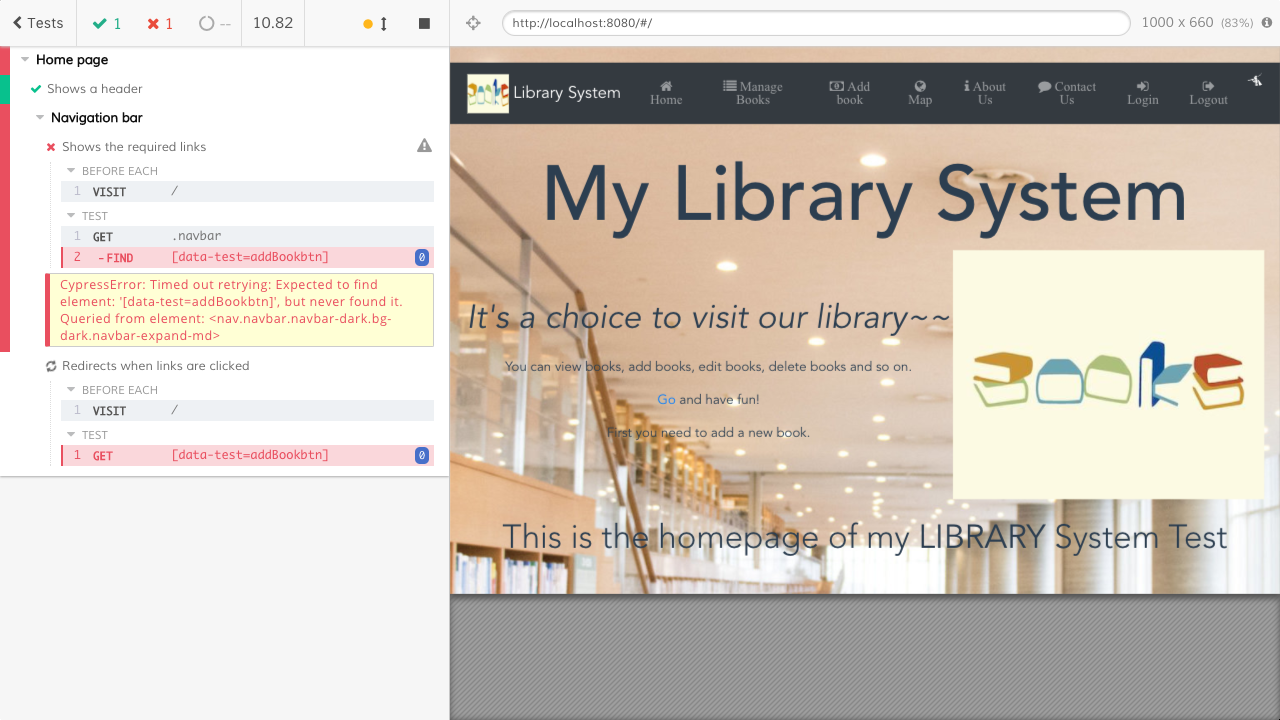 Tests
1
1
--
10.82
http://localhost:8080/#/
1000 x 660 (83%)
Home page
Shows a header
Navigation bar
Shows the required links
BEFORE EACH
1 VISIT /
TEST
1 GET .navbar
2 - FIND [data-test=addBookbtn] 0
CypressError: Timed out retrying: Expected to find
element: '[data-test=addBookbtn]', but never found it.
Queried from element: <nav.navbar.navbar-dark.bg-
dark.navbar-expand-md>
Redirects when links are clicked
BEFORE EACH
1 VISIT /
TEST
1 GET [data-test=addBookbtn] 0
books Library System
Home
Manage
Books
Add
book
Map
About
Us
Contact
Us
Login
Logout
My Library System
It's a choice to visit our library~~
You can view books, add books, edit books, delete books and so on.
Go and have fun!
First you need to add a new book.
books
This is the homepage of my LIBRARY System Test